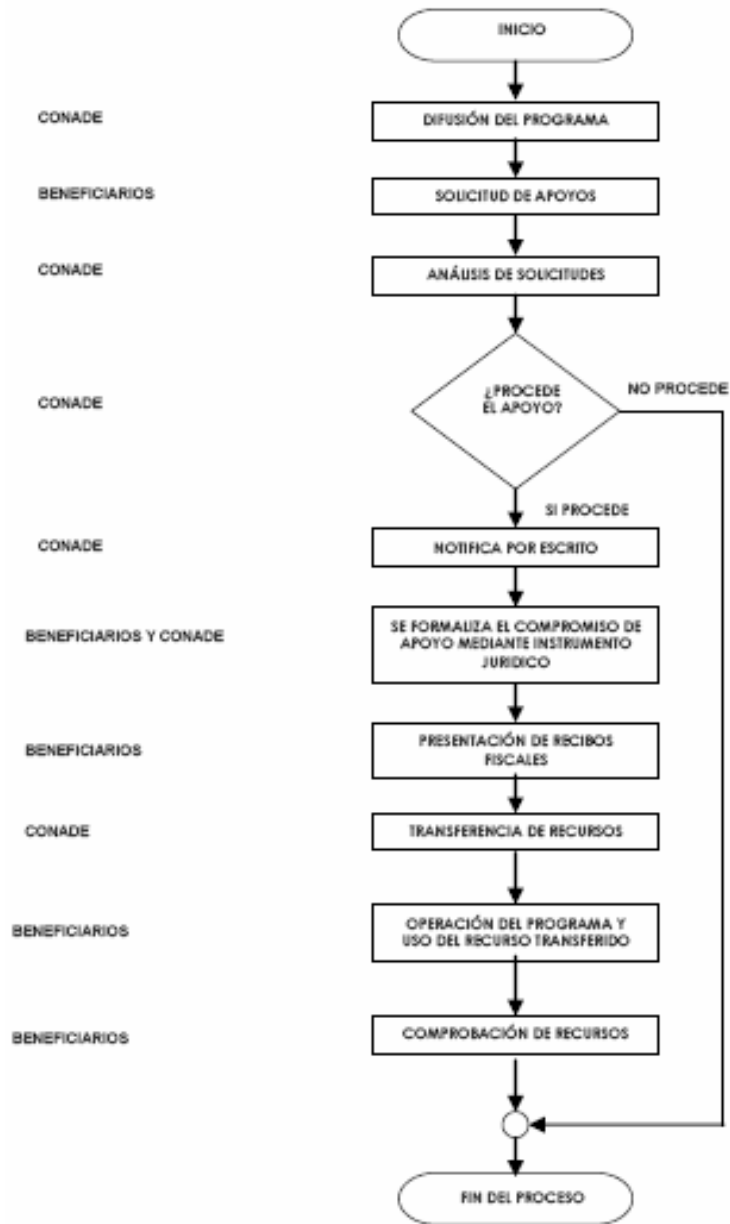 INICIO
CONADE
DIFUSIÓN DEL PROGRAMA
BENEFICIARIOS
SOLICITUD DE APOYOS
CONADE
ANÁLISIS DE SOLICITUDES
CONADE
¿PROCEDE
EL APOYO?
NO PROCEDE
SI PROCEDE
CONADE
NOTIFICA POR ESCRITO
BENEFICIARIOS Y CONADE
SE FORMALIZA EL COMPROMISO DE
APOYO MEDIANTE INSTRUMENTO
JURIDICO
BENEFICIARIOS
PRESENTACIÓN DE RECIBOS
FISCALES
CONADE
TRANSFERENCIA DE RECURSOS
BENEFICIARIOS
OPERACIÓN DEL PROGRAMA Y
USO DEL RECURSO TRANSFERIDO
BENEFICIARIOS
COMPROBACIÓN DE RECURSOS
FIN DEL PROCESO